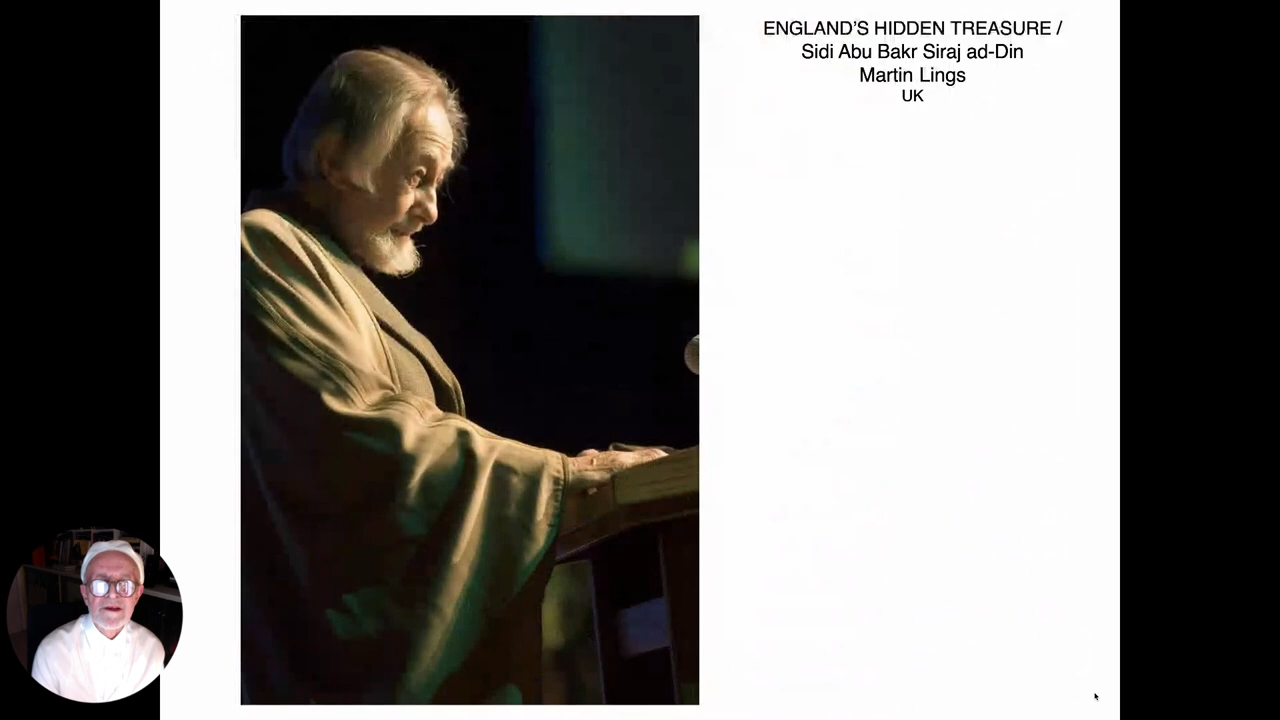 ENGLAND’S HIDDEN TREASURE /
Sidi Abu Bakr Siraj ad-Din
Martin Lings
UK